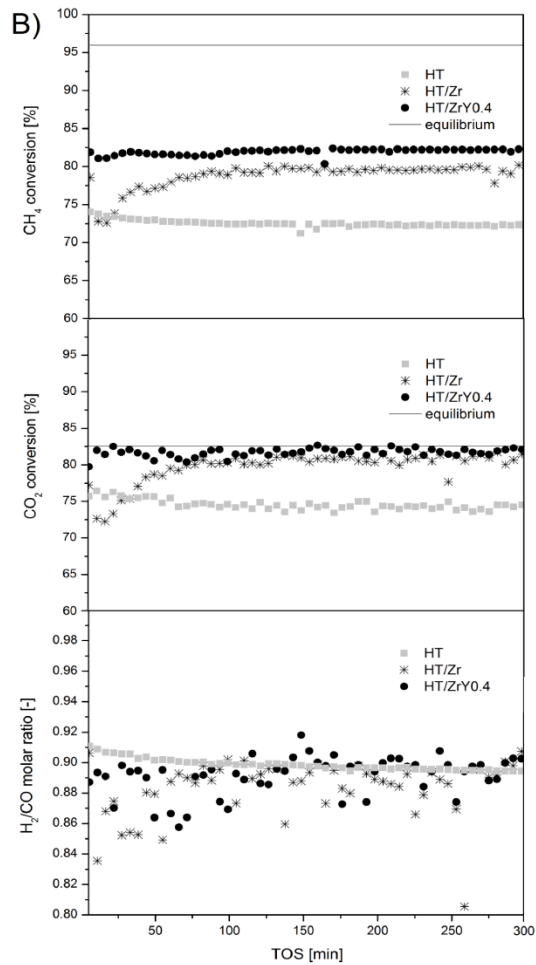 B)
100
95
90
85
80
75
70
65
60
CH₄ conversion [%]
HT
HT/Zr
HT/ZrY0.4
equilibrium
95
90
85
80
75
70
65
60
CO₂ conversion [%]
HT
HT/Zr
HT/ZrY0.4
equilibrium
0.98
0.96
0.94
0.92
0.90
0.88
0.86
0.84
0.82
0.80
H₂/CO molar ratio [-]
HT
HT/Zr
HT/ZrY0.4
50 100 150 200 250 300
TOS [min]